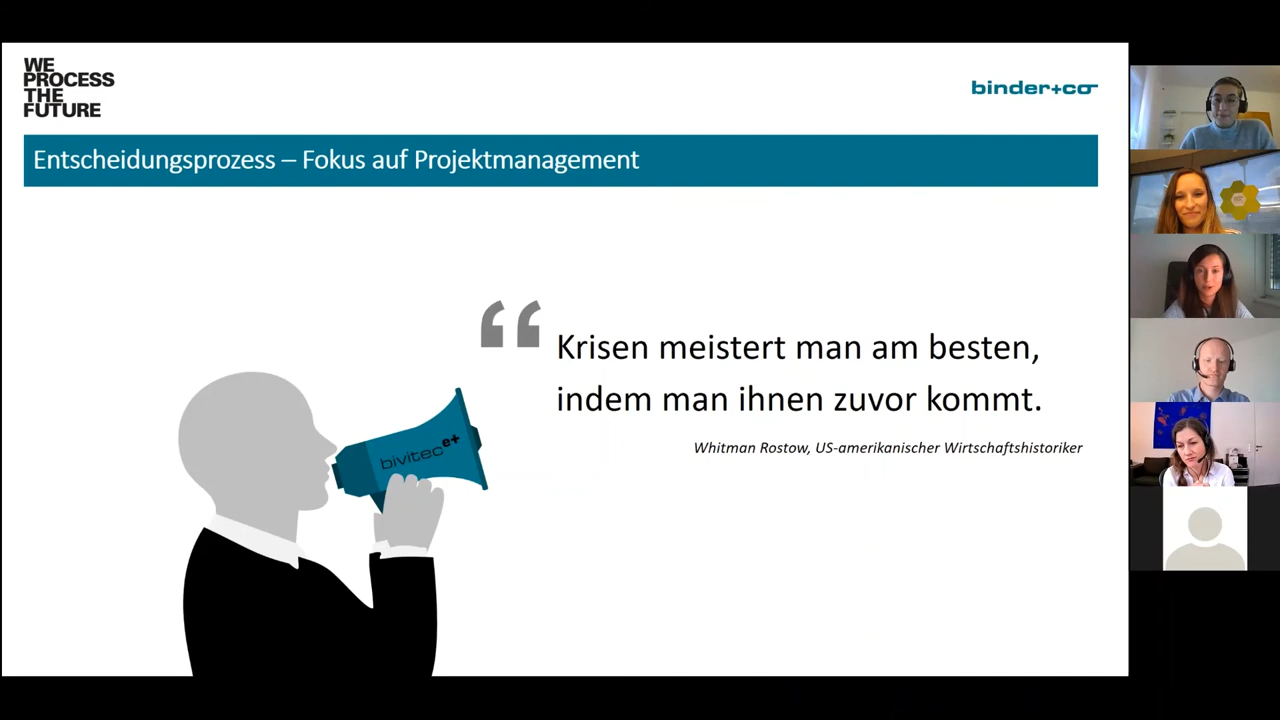 WE
PROCESS
THE
FUTURE
binder+co
Entscheidungsprozess – Fokus auf Projektmanagement
“ Krisen meistert man am besten,
indem man ihnen zuvor kommt.
Whitman Rostow, US-amerikanischer Wirtschaftshistoriker
bivitec e+